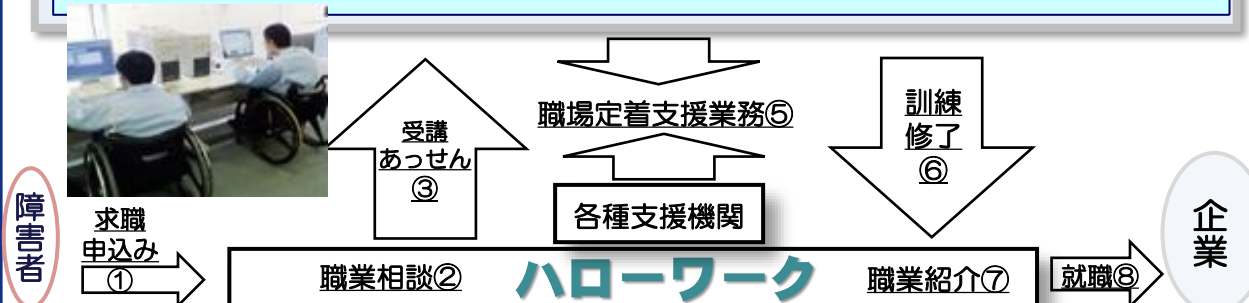 職場定着支援業務⑤
訓練
修了
⑥
受講
あっせん
③
各種支援機関
障害者
求職
申込み
①
職業相談②
ハローワーク
職業紹介⑦
就職⑧
企業